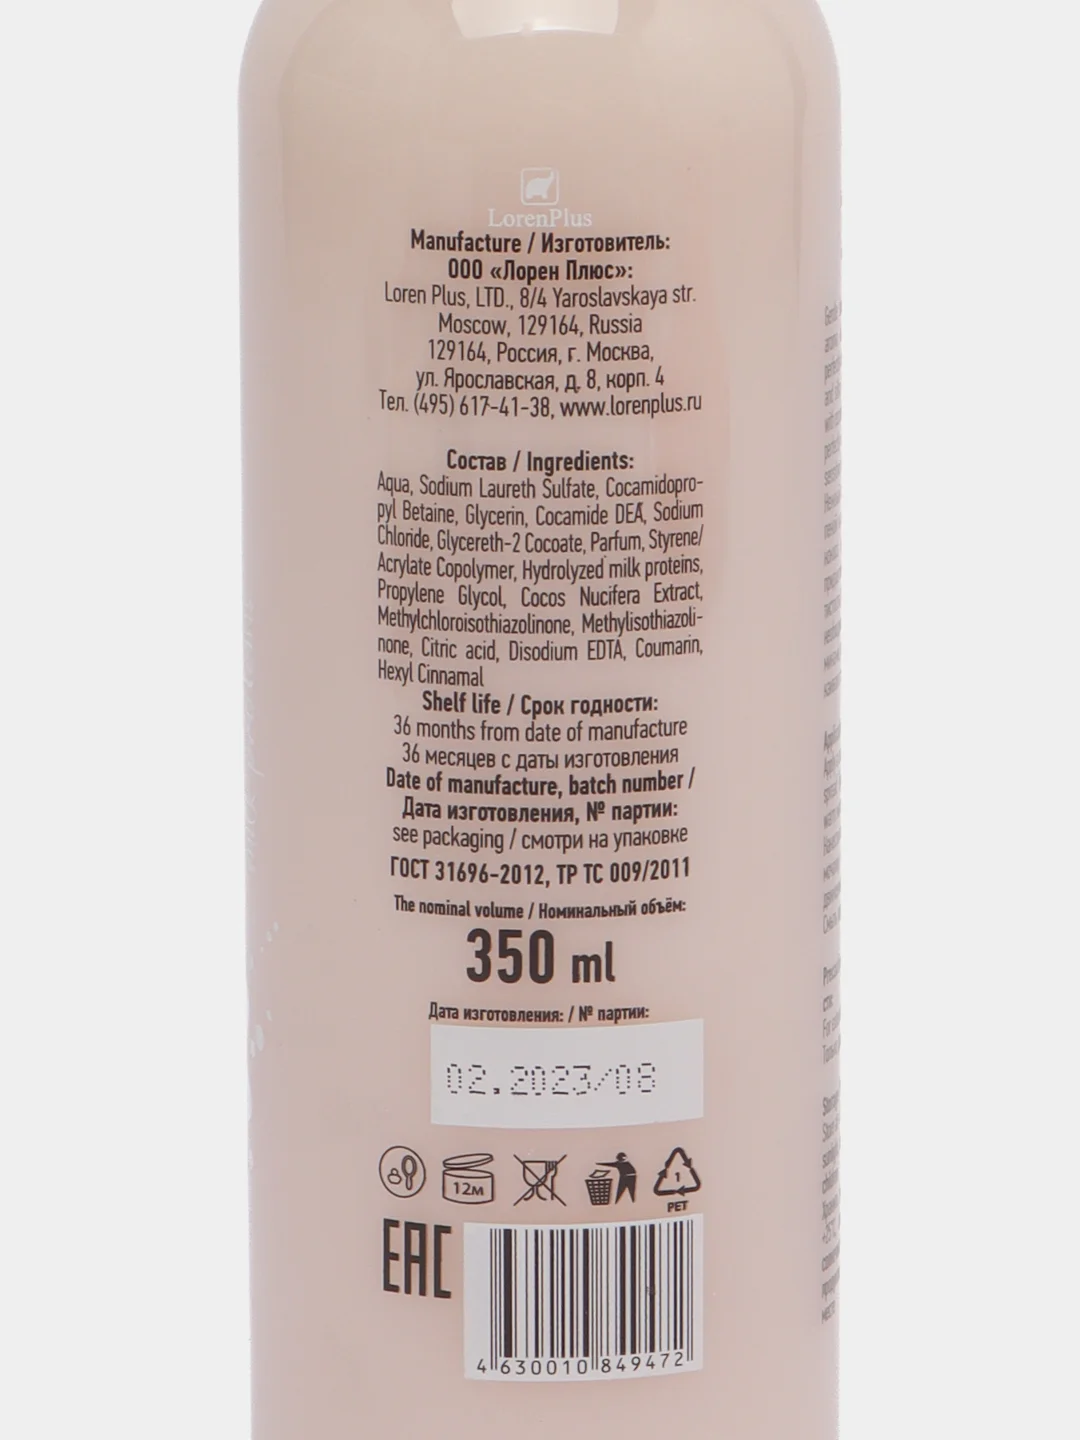 LorenPlus
Manufacture / Изготовитель:
ООО «Лорен Плюс»:
Loren Plus, LTD., 8/4 Yaroslavskaya str.
Moscow, 129164, Russia
129164, Россия, г. Москва,
ул. Ярославская, д. 8, корп. 4
Тел. (495) 617-41-38, www.lorenplus.ru
Состав / Ingredients:
Aqua, Sodium Laureth Sulfate, Cocamidopro-
pyl Betaine, Glycerin, Cocamide DEA, Sodium
Chloride, Glycereth-2 Cocoate, Parfum, Styrene/
Acrylate Copolymer, Hydrolyzed milk proteins,
Propylene Glycol, Cocos Nucifera Extract,
Methylchloroisothiazolinone, Methylisothiazoli-
none, Citric acid, Disodium EDTA, Coumarin,
Hexyl Cinnamal
Shelf life / Срок годности:
36 months from date of manufacture
36 месяцев с даты изготовления
Date of manufacture, batch number /
Дата изготовления, № партии:
see packaging / смотри на упаковке
ГОСТ 31696-2012, ТР ТС 009/2011
The nominal volume / Номинальный объём:
350 ml
Дата изготовления: / № партии:
02.2023/08
12M
1
PET
EAC
4 630010 849472